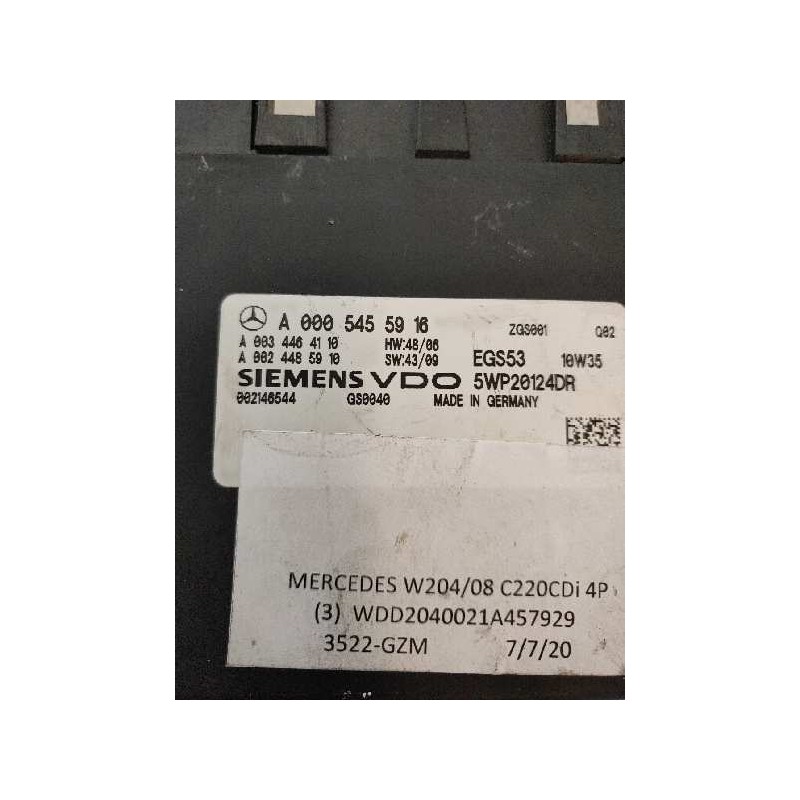 A 000 545 59 16 ZGS001 Q02
A 003 446 41 10 HW:48/06
A 002 448 59 10 SW:43/09 EGS53 10W35
SIEMENS VDO 5WP20124DR
002146544 GS0040 MADE IN GERMANY
MERCEDES W204/08 C220CDi 4P
(3) WDD2040021A457929
3522-GZM 7/7/20